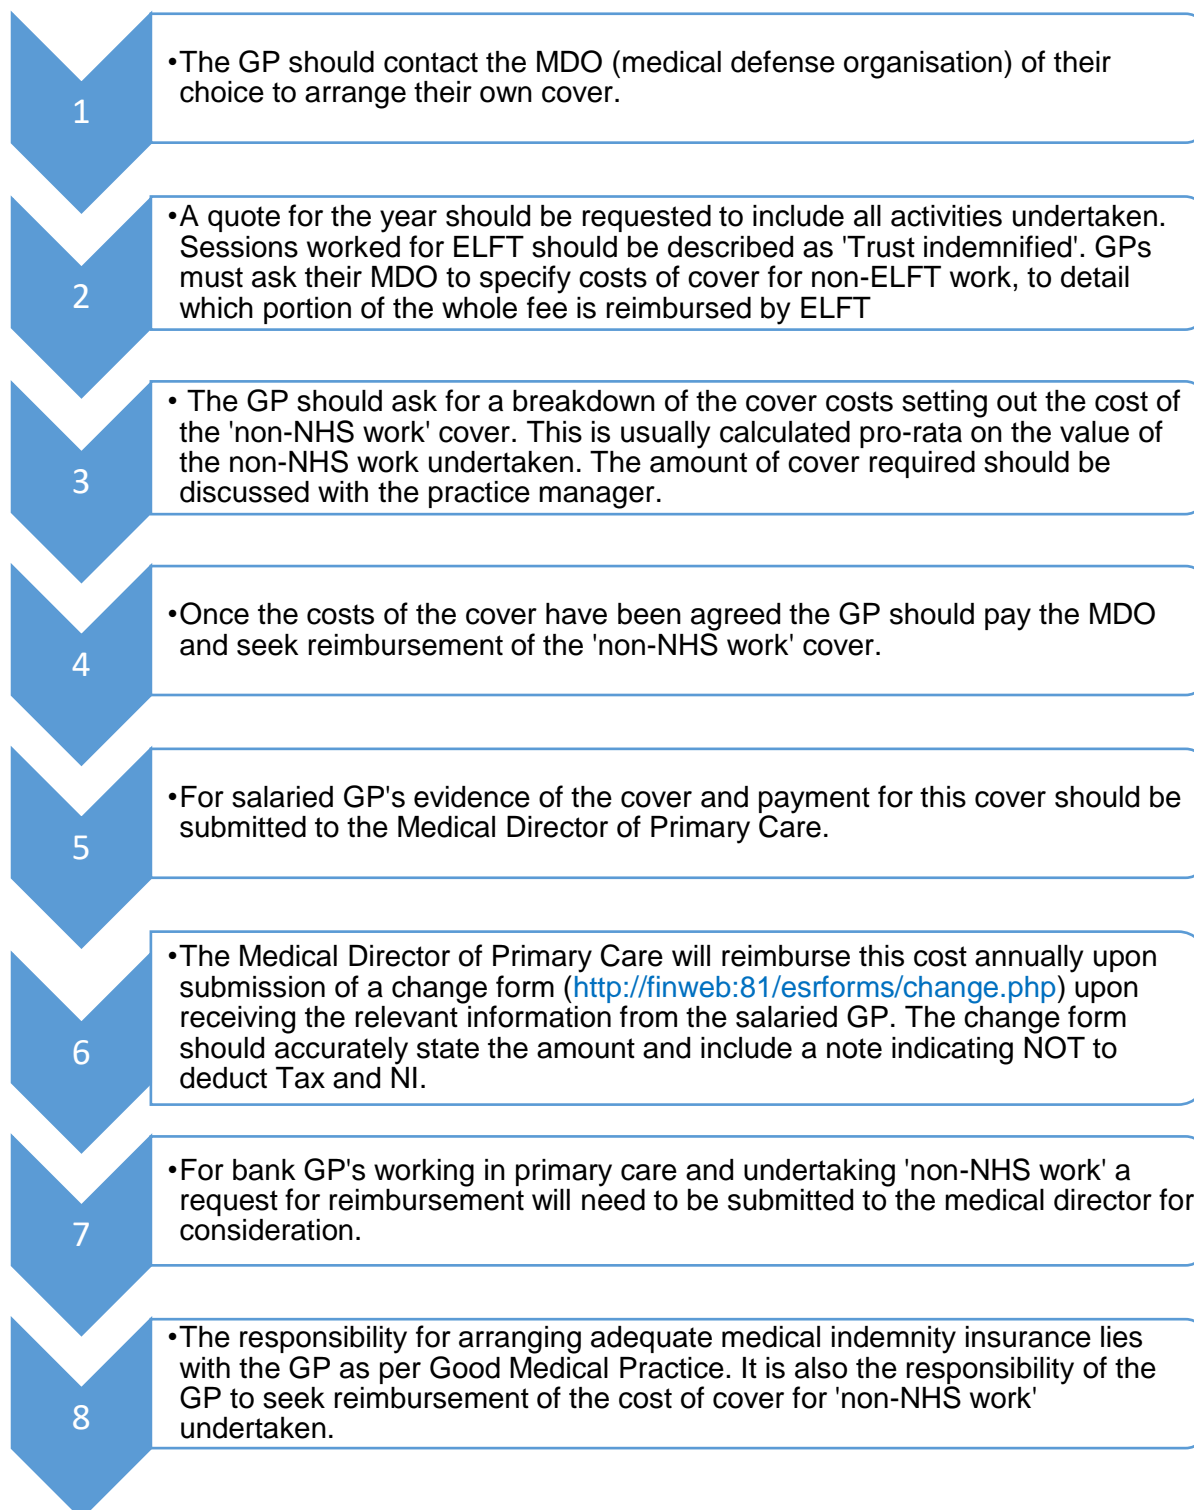 1
•The GP should contact the MDO (medical defense organisation) of their
choice to arrange their own cover.
2
•A quote for the year should be requested to include all activities undertaken.
Sessions worked for ELFT should be described as 'Trust indemnified'. GPs
must ask their MDO to specify costs of cover for non-ELFT work, to detail
which portion of the whole fee is reimbursed by ELFT
3
• The GP should ask for a breakdown of the cover costs setting out the cost of
the 'non-NHS work' cover. This is usually calculated pro-rata on the value of
the non-NHS work undertaken. The amount of cover required should be
discussed with the practice manager.
4
•Once the costs of the cover have been agreed the GP should pay the MDO
and seek reimbursement of the 'non-NHS work' cover.
5
•For salaried GP's evidence of the cover and payment for this cover should be
submitted to the Medical Director of Primary Care.
6
•The Medical Director of Primary Care will reimburse this cost annually upon
submission of a change form (http://finweb:81/esrforms/change.php) upon
receiving the relevant information from the salaried GP. The change form
should accurately state the amount and include a note indicating NOT to
deduct Tax and NI.
7
•For bank GP's working in primary care and undertaking 'non-NHS work' a
request for reimbursement will need to be submitted to the medical director for
consideration.
8
•The responsibility for arranging adequate medical indemnity insurance lies
with the GP as per Good Medical Practice. It is also the responsibility of the
GP to seek reimbursement of the cost of cover for 'non-NHS work'
undertaken.